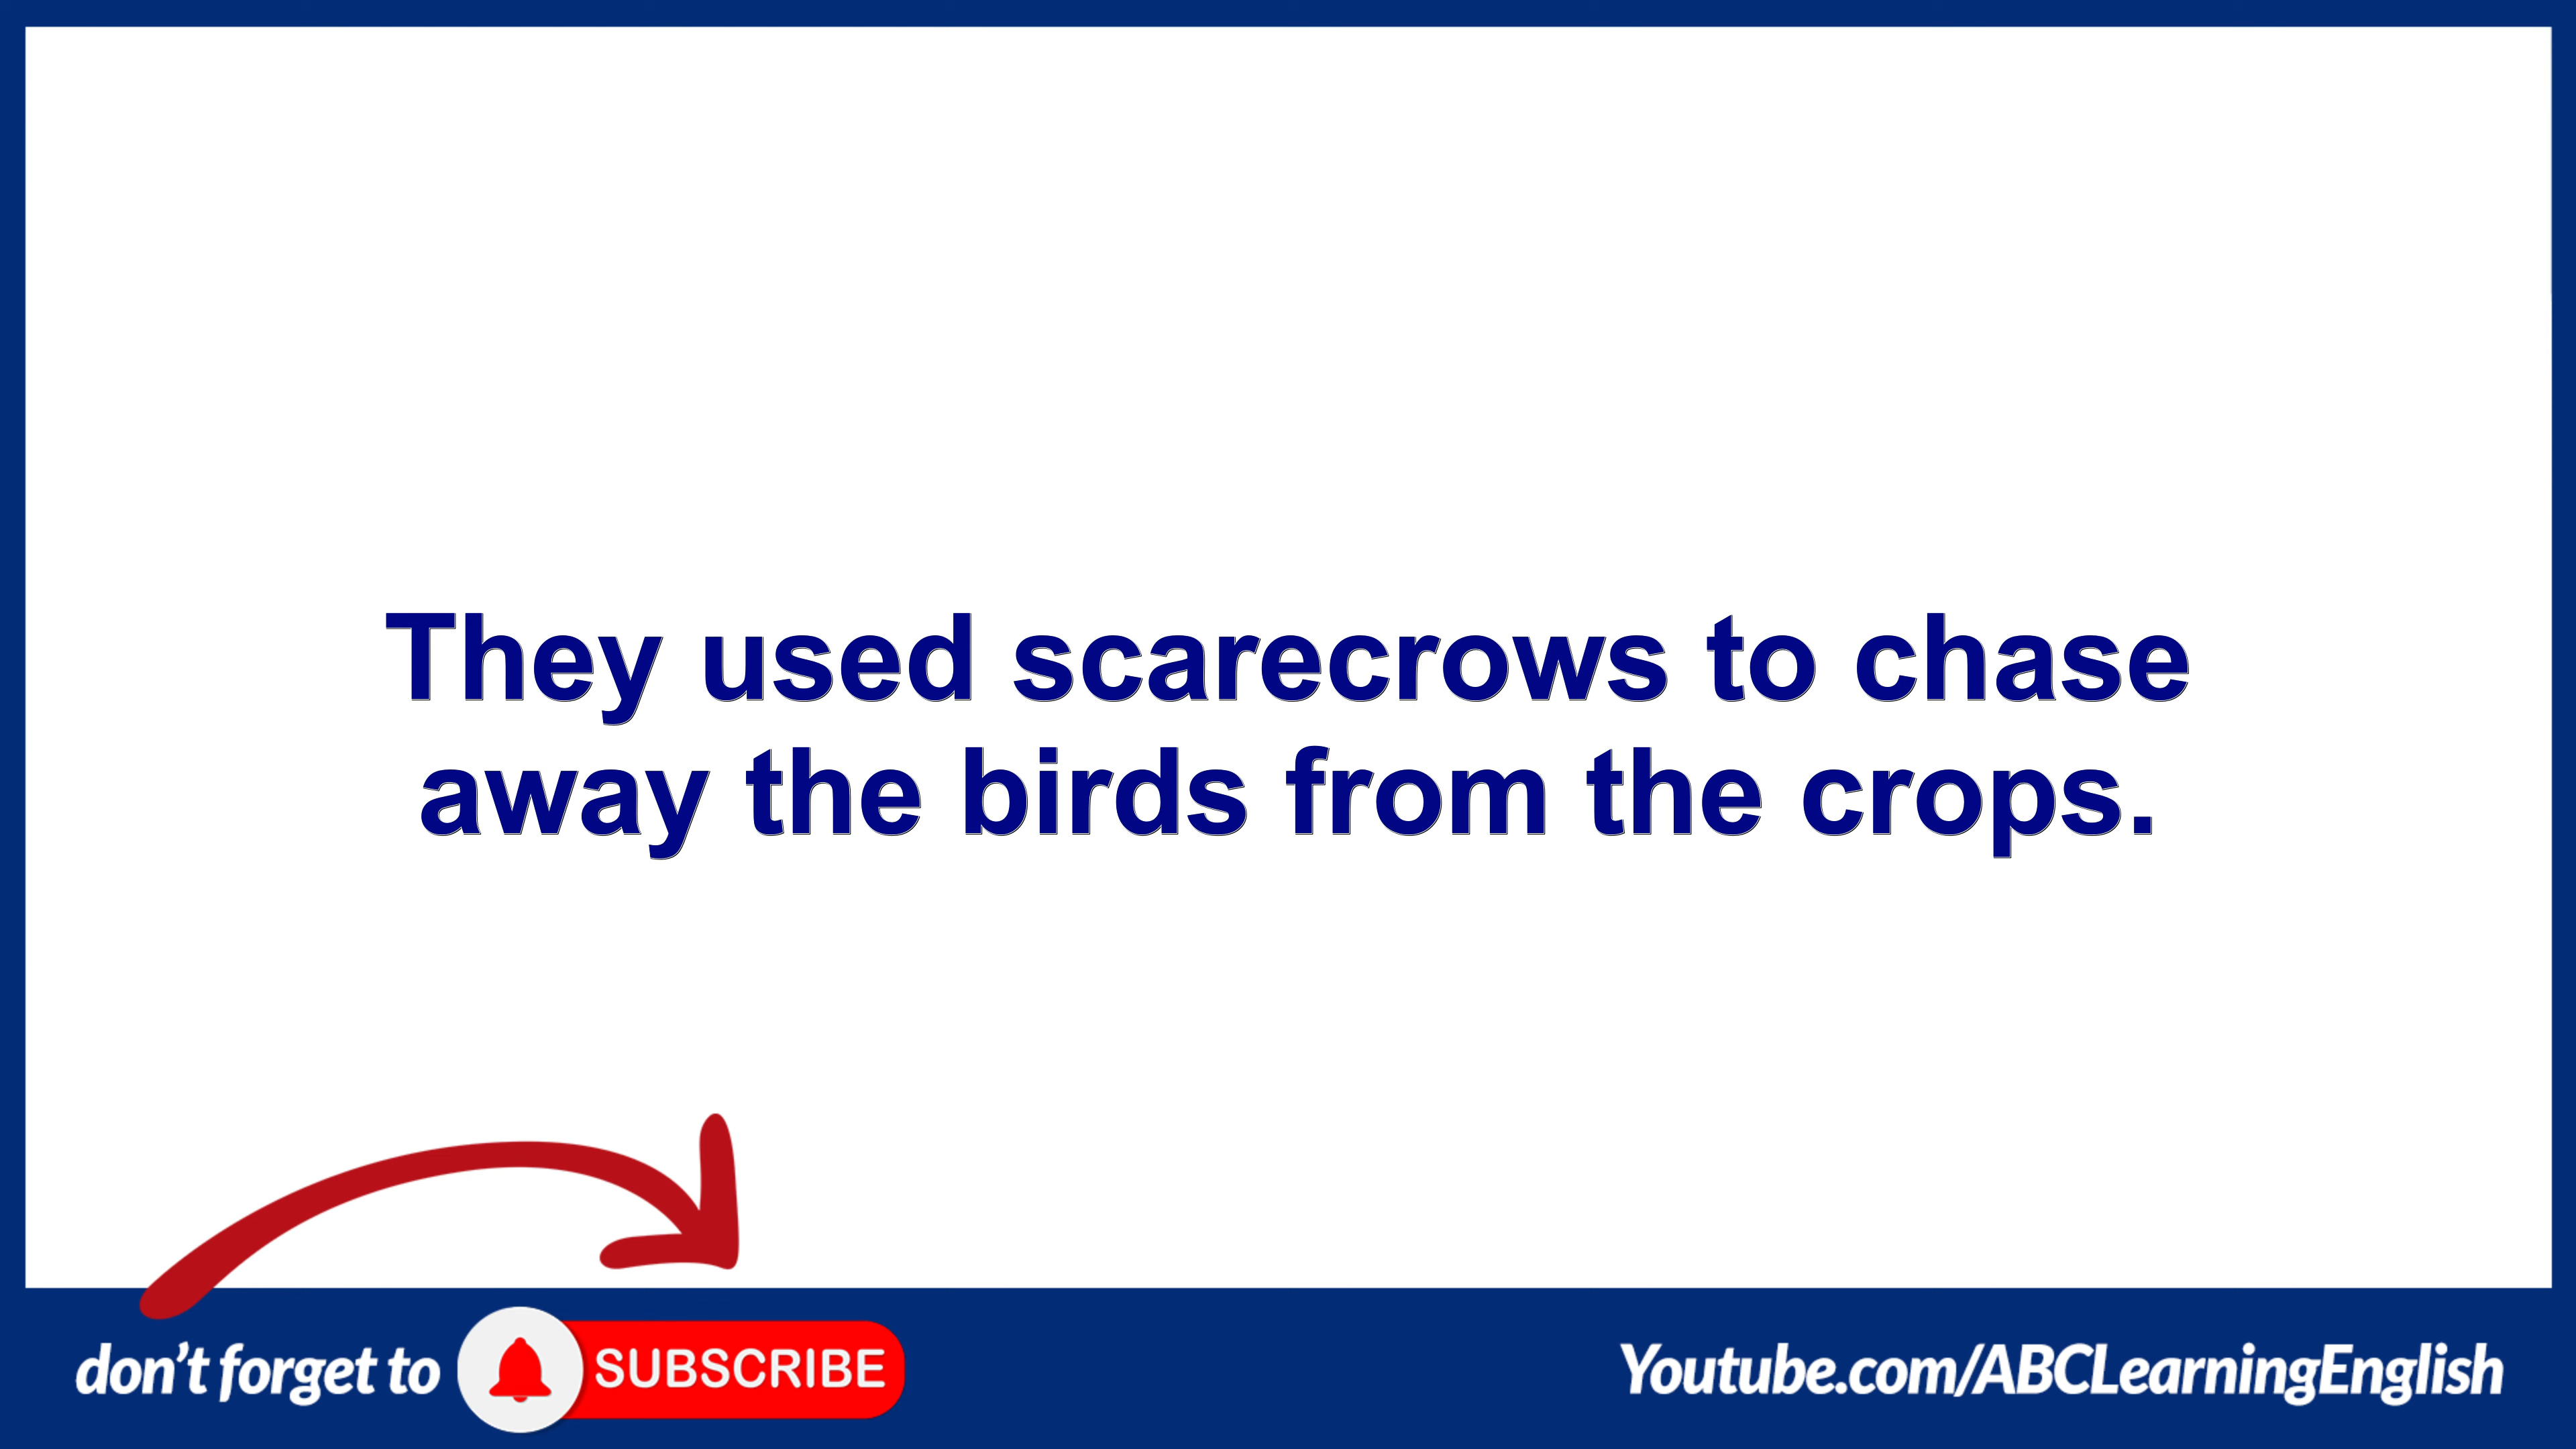 They used scarecrows to chase
away the birds from the crops.
don't forget to SUBSCRIBE
Youtube.com/ABCLearningEnglish